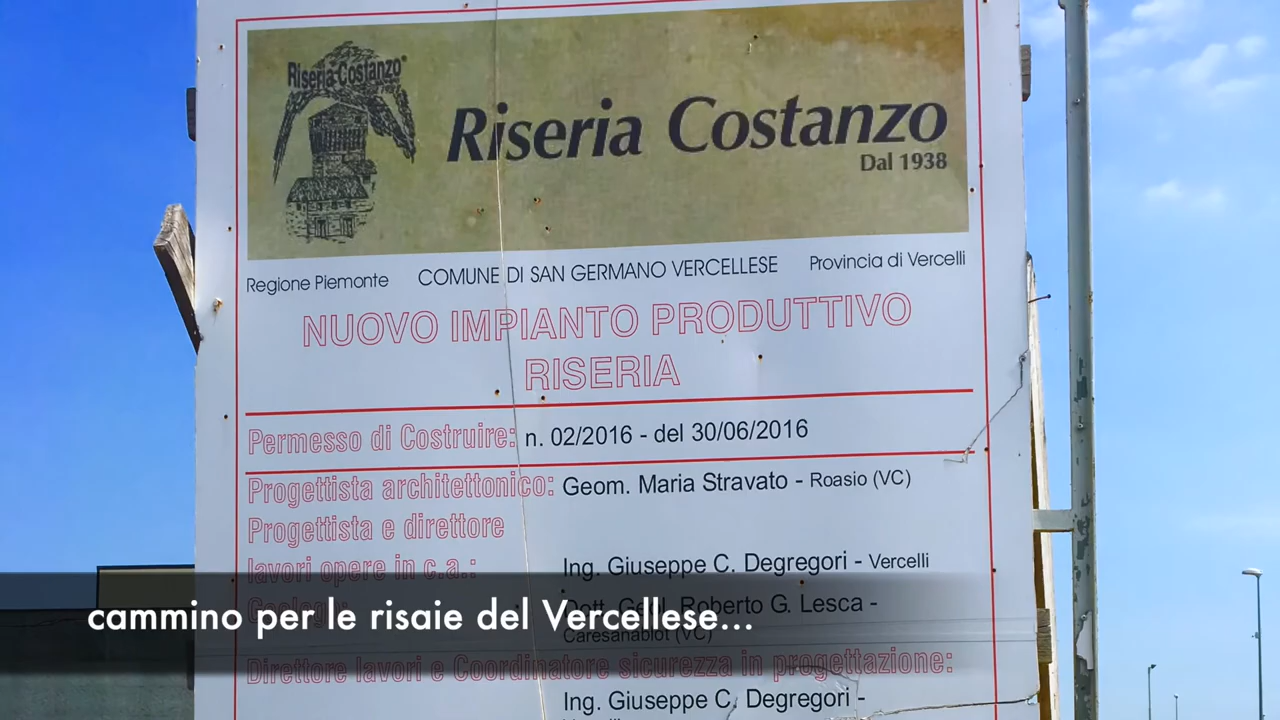 Riseria Costanzo®
Riseria Costanzo
Dal 1938
Regione Piemonte COMUNE DI SAN GERMANO VERCELLESE Provincia di Vercelli
NUOVO IMPIANTO PRODUTTIVO
RISERIA
Permesso di Costruire: n. 02/2016 - del 30/06/2016
Progettista architettonico: Geom. Maria Stravato - Roasio (VC)
Progettista e direttore
lavori opere in c.a.: Ing. Giuseppe C. Degregori - Vercelli
Geologo: Dott. Geol. Roberto G. Lesca -
Caresanablot (VC)
cammino per le risaie del Vercellese...
Direttore lavori e Coordinatore sicurezza in progettazione:
Ing. Giuseppe C. Degregori -